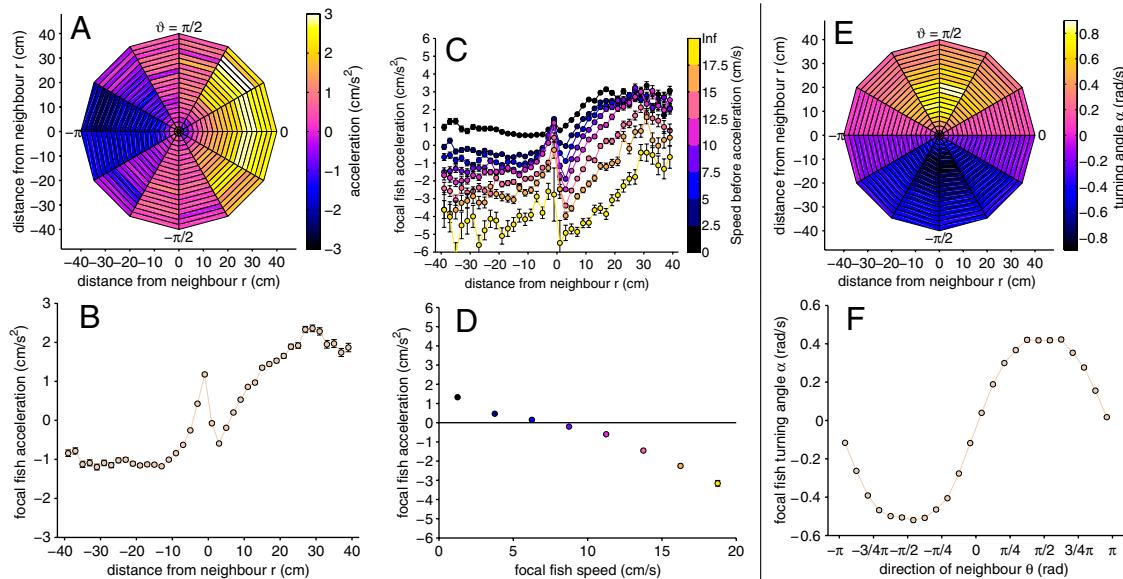 A
ϑ = π/2
distance from neighbour r (cm)
40
30
20
10
0
−10
−20
−30
−40
−π
0
−π/2
−40 −30 −20 −10 0 10 20 30 40
distance from neighbour r (cm)
3
2
1
0
−1
−2
−3
acceleration (cm/s²)
C
focal fish acceleration (cm/s²)
6
5
4
3
2
1
0
−1
−2
−3
−4
−5
−6
−40 −30 −20 −10 0 10 20 30 40
distance from neighbour r (cm)
Inf
17.5
15
12.5
10
7.5
5
2.5
0
Speed before acceleration (cm/s)
E
ϑ = π/2
distance from neighbour r (cm)
40
30
20
10
0
−10
−20
−30
−40
−π
0
−π/2
−40 −30 −20 −10 0 10 20 30 40
distance from neighbour r (cm)
0.8
0.6
0.4
0.2
0
−0.2
−0.4
−0.6
−0.8
turning angle α (rad/s)
B
focal fish acceleration (cm/s²)
3
2
1
0
−1
−2
−3
−40 −30 −20 −10 0 10 20 30 40
distance from neighbour r (cm)
D
focal fish acceleration (cm/s²)
6
5
4
3
2
1
0
−1
−2
−3
−4
−5
−6
0 5 10 15 20
focal fish speed (cm/s)
F
focal fish turning angle α (rad/s)
0.6
0.4
0.2
0
−0.2
−0.4
−0.6
−π −3/4π −π/2 −π/4 0 π/4 π/2 3/4π π
direction of neighbour θ (rad)